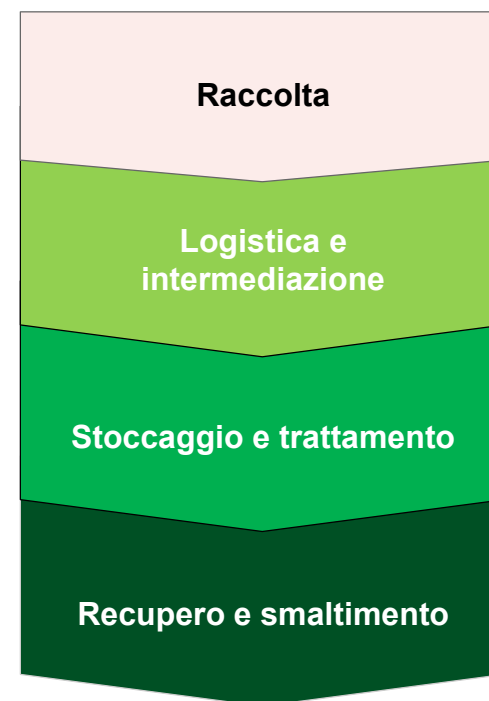 Raccolta
Logistica e
intermediazione
Stoccaggio e trattamento
Recupero e smaltimento